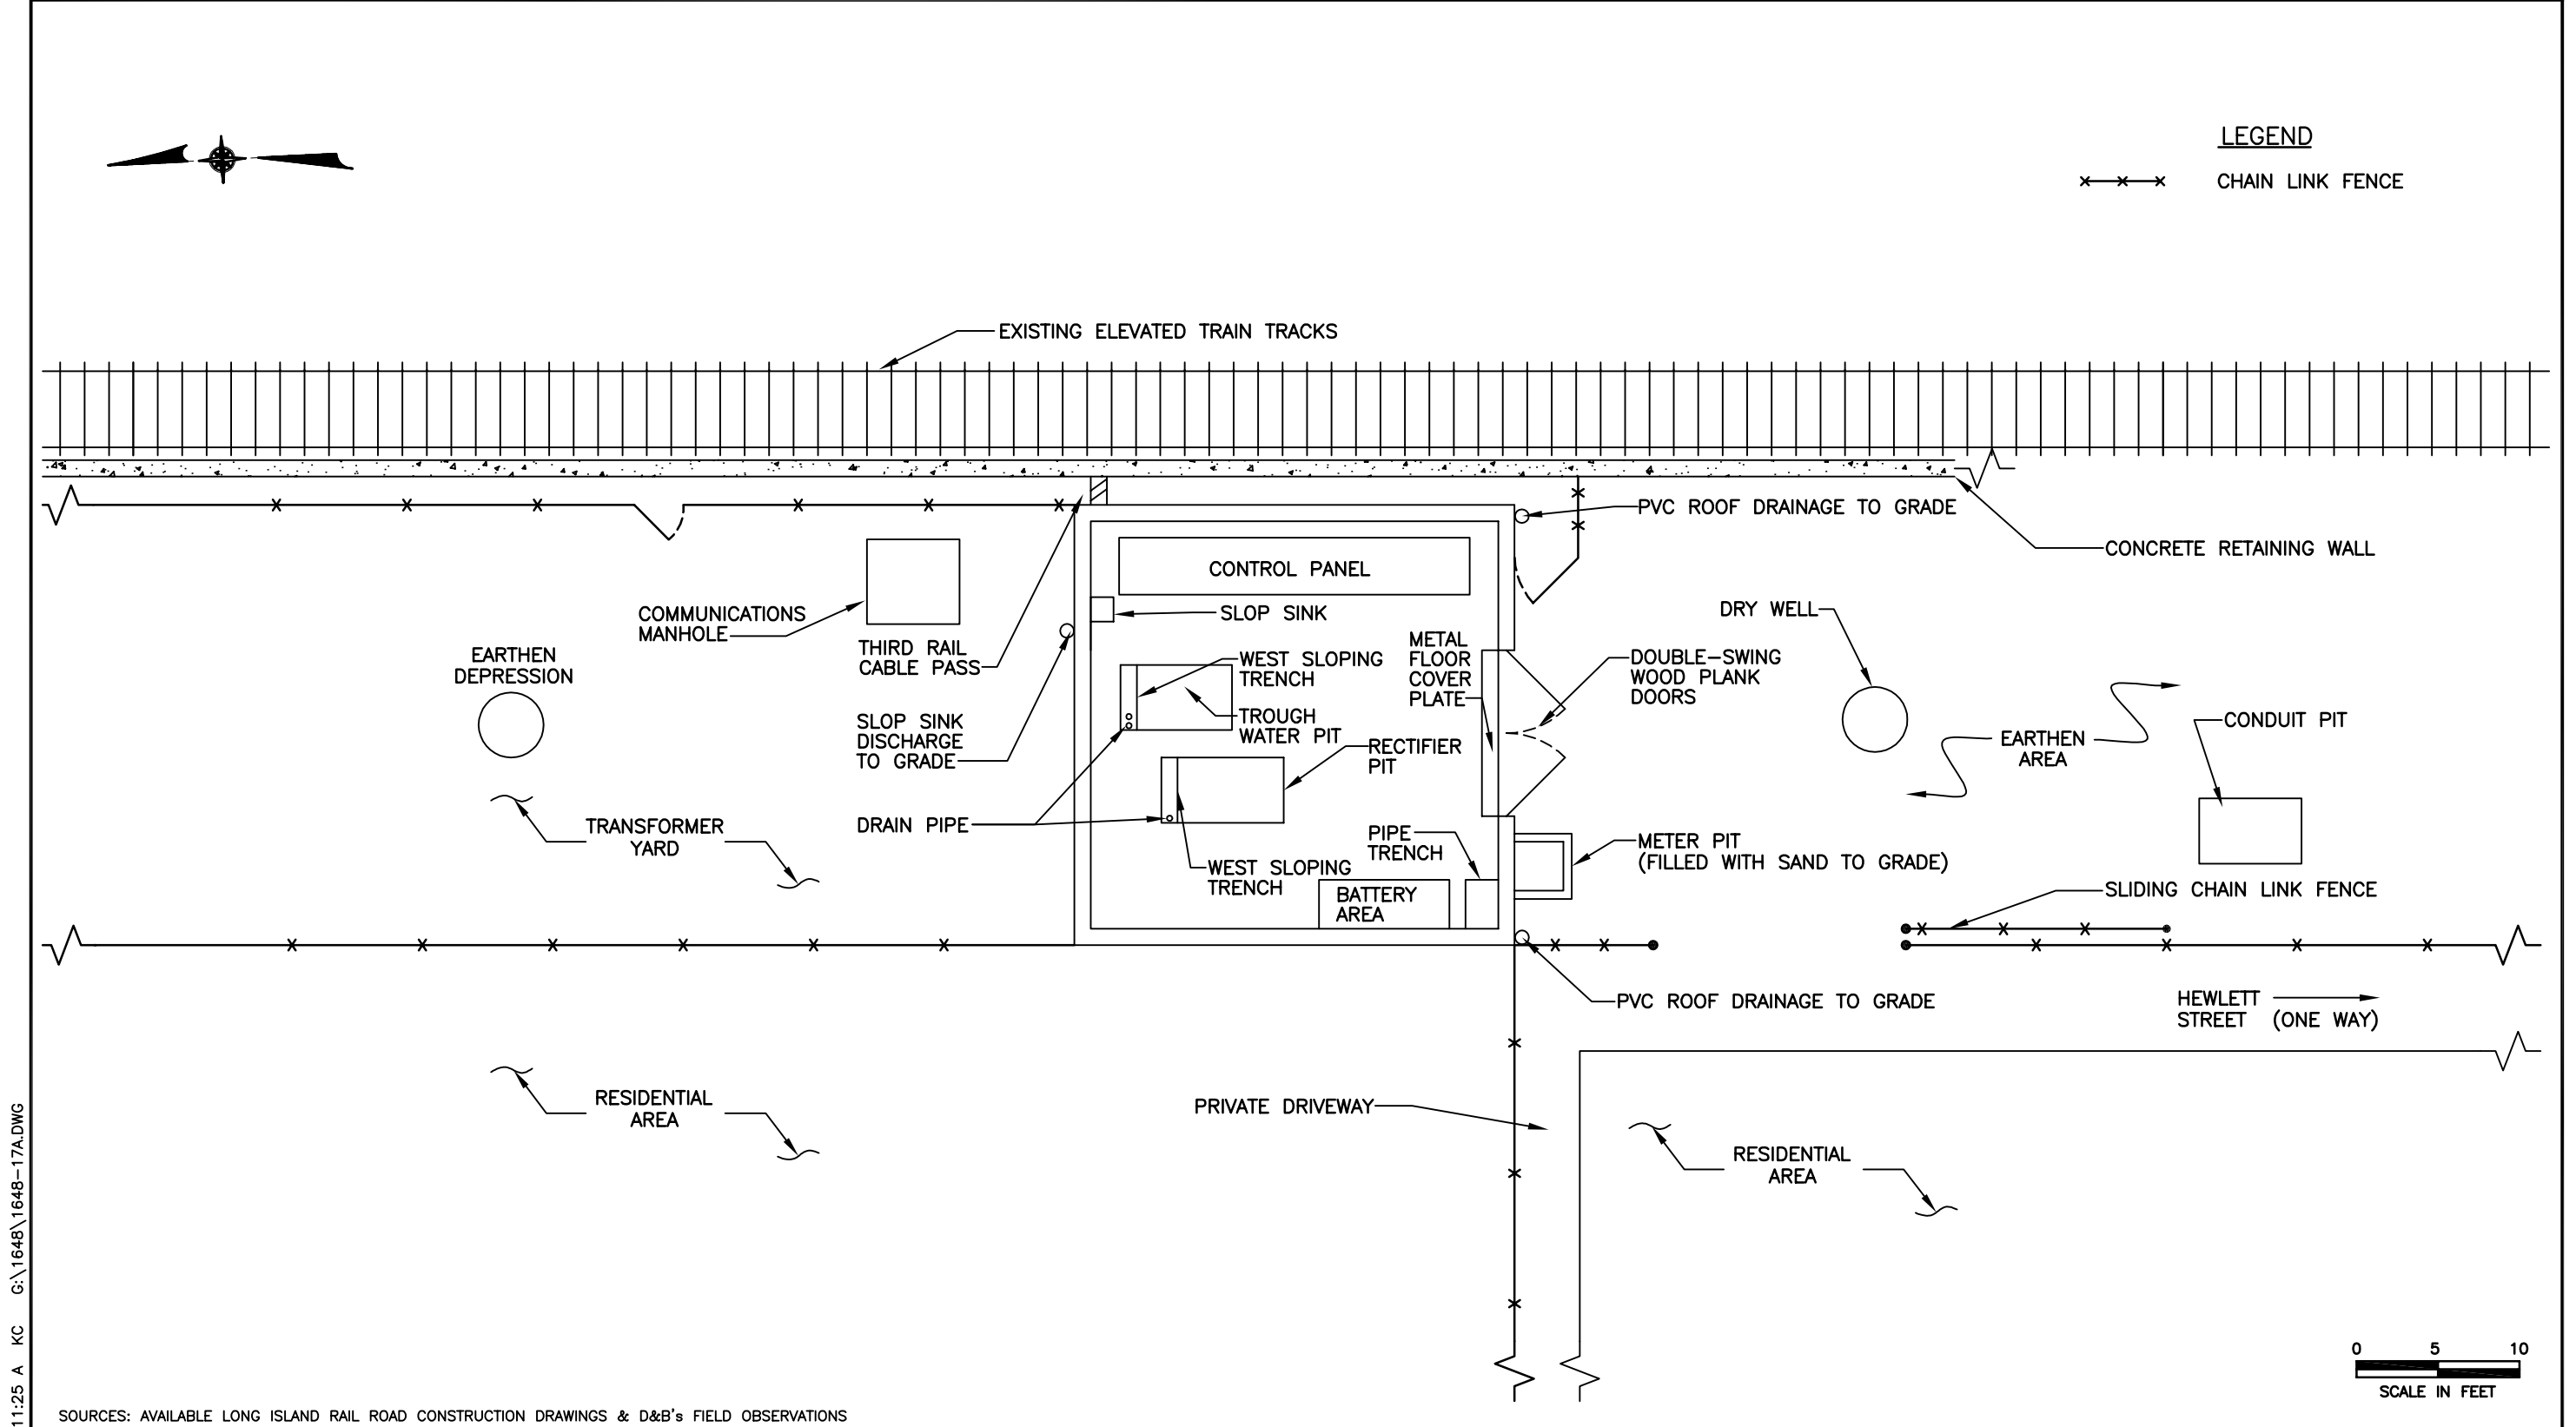 LEGEND
CHAIN LINK FENCE
EXISTING ELEVATED TRAIN TRACKS
PVC ROOF DRAINAGE TO GRADE
CONCRETE RETAINING WALL
CONTROL PANEL
COMMUNICATIONS
MANHOLE
SLOP SINK
DRY WELL
THIRD RAIL
CABLE PASS
METAL
FLOOR
COVER
PLATE
EARTHEN
DEPRESSION
WEST SLOPING
TRENCH
DOUBLE-SWING
WOOD PLANK
DOORS
SLOP SINK
DISCHARGE
TO GRADE
TROUGH
WATER PIT
RECTIFIER
PIT
EARTHEN
AREA
CONDUIT PIT
TRANSFORMER
YARD
DRAIN PIPE
PIPE
TRENCH
METER PIT
(FILLED WITH SAND TO GRADE)
WEST SLOPING
TRENCH
BATTERY
AREA
SLIDING CHAIN LINK FENCE
PVC ROOF DRAINAGE TO GRADE
HEWLETT
STREET (ONE WAY)
RESIDENTIAL
AREA
PRIVATE DRIVEWAY
RESIDENTIAL
AREA
0 5 10
SCALE IN FEET
SOURCES: AVAILABLE LONG ISLAND RAIL ROAD CONSTRUCTION DRAWINGS & D&B's FIELD OBSERVATIONS
11:25 A KC G:\1648\1648-17A.DWG